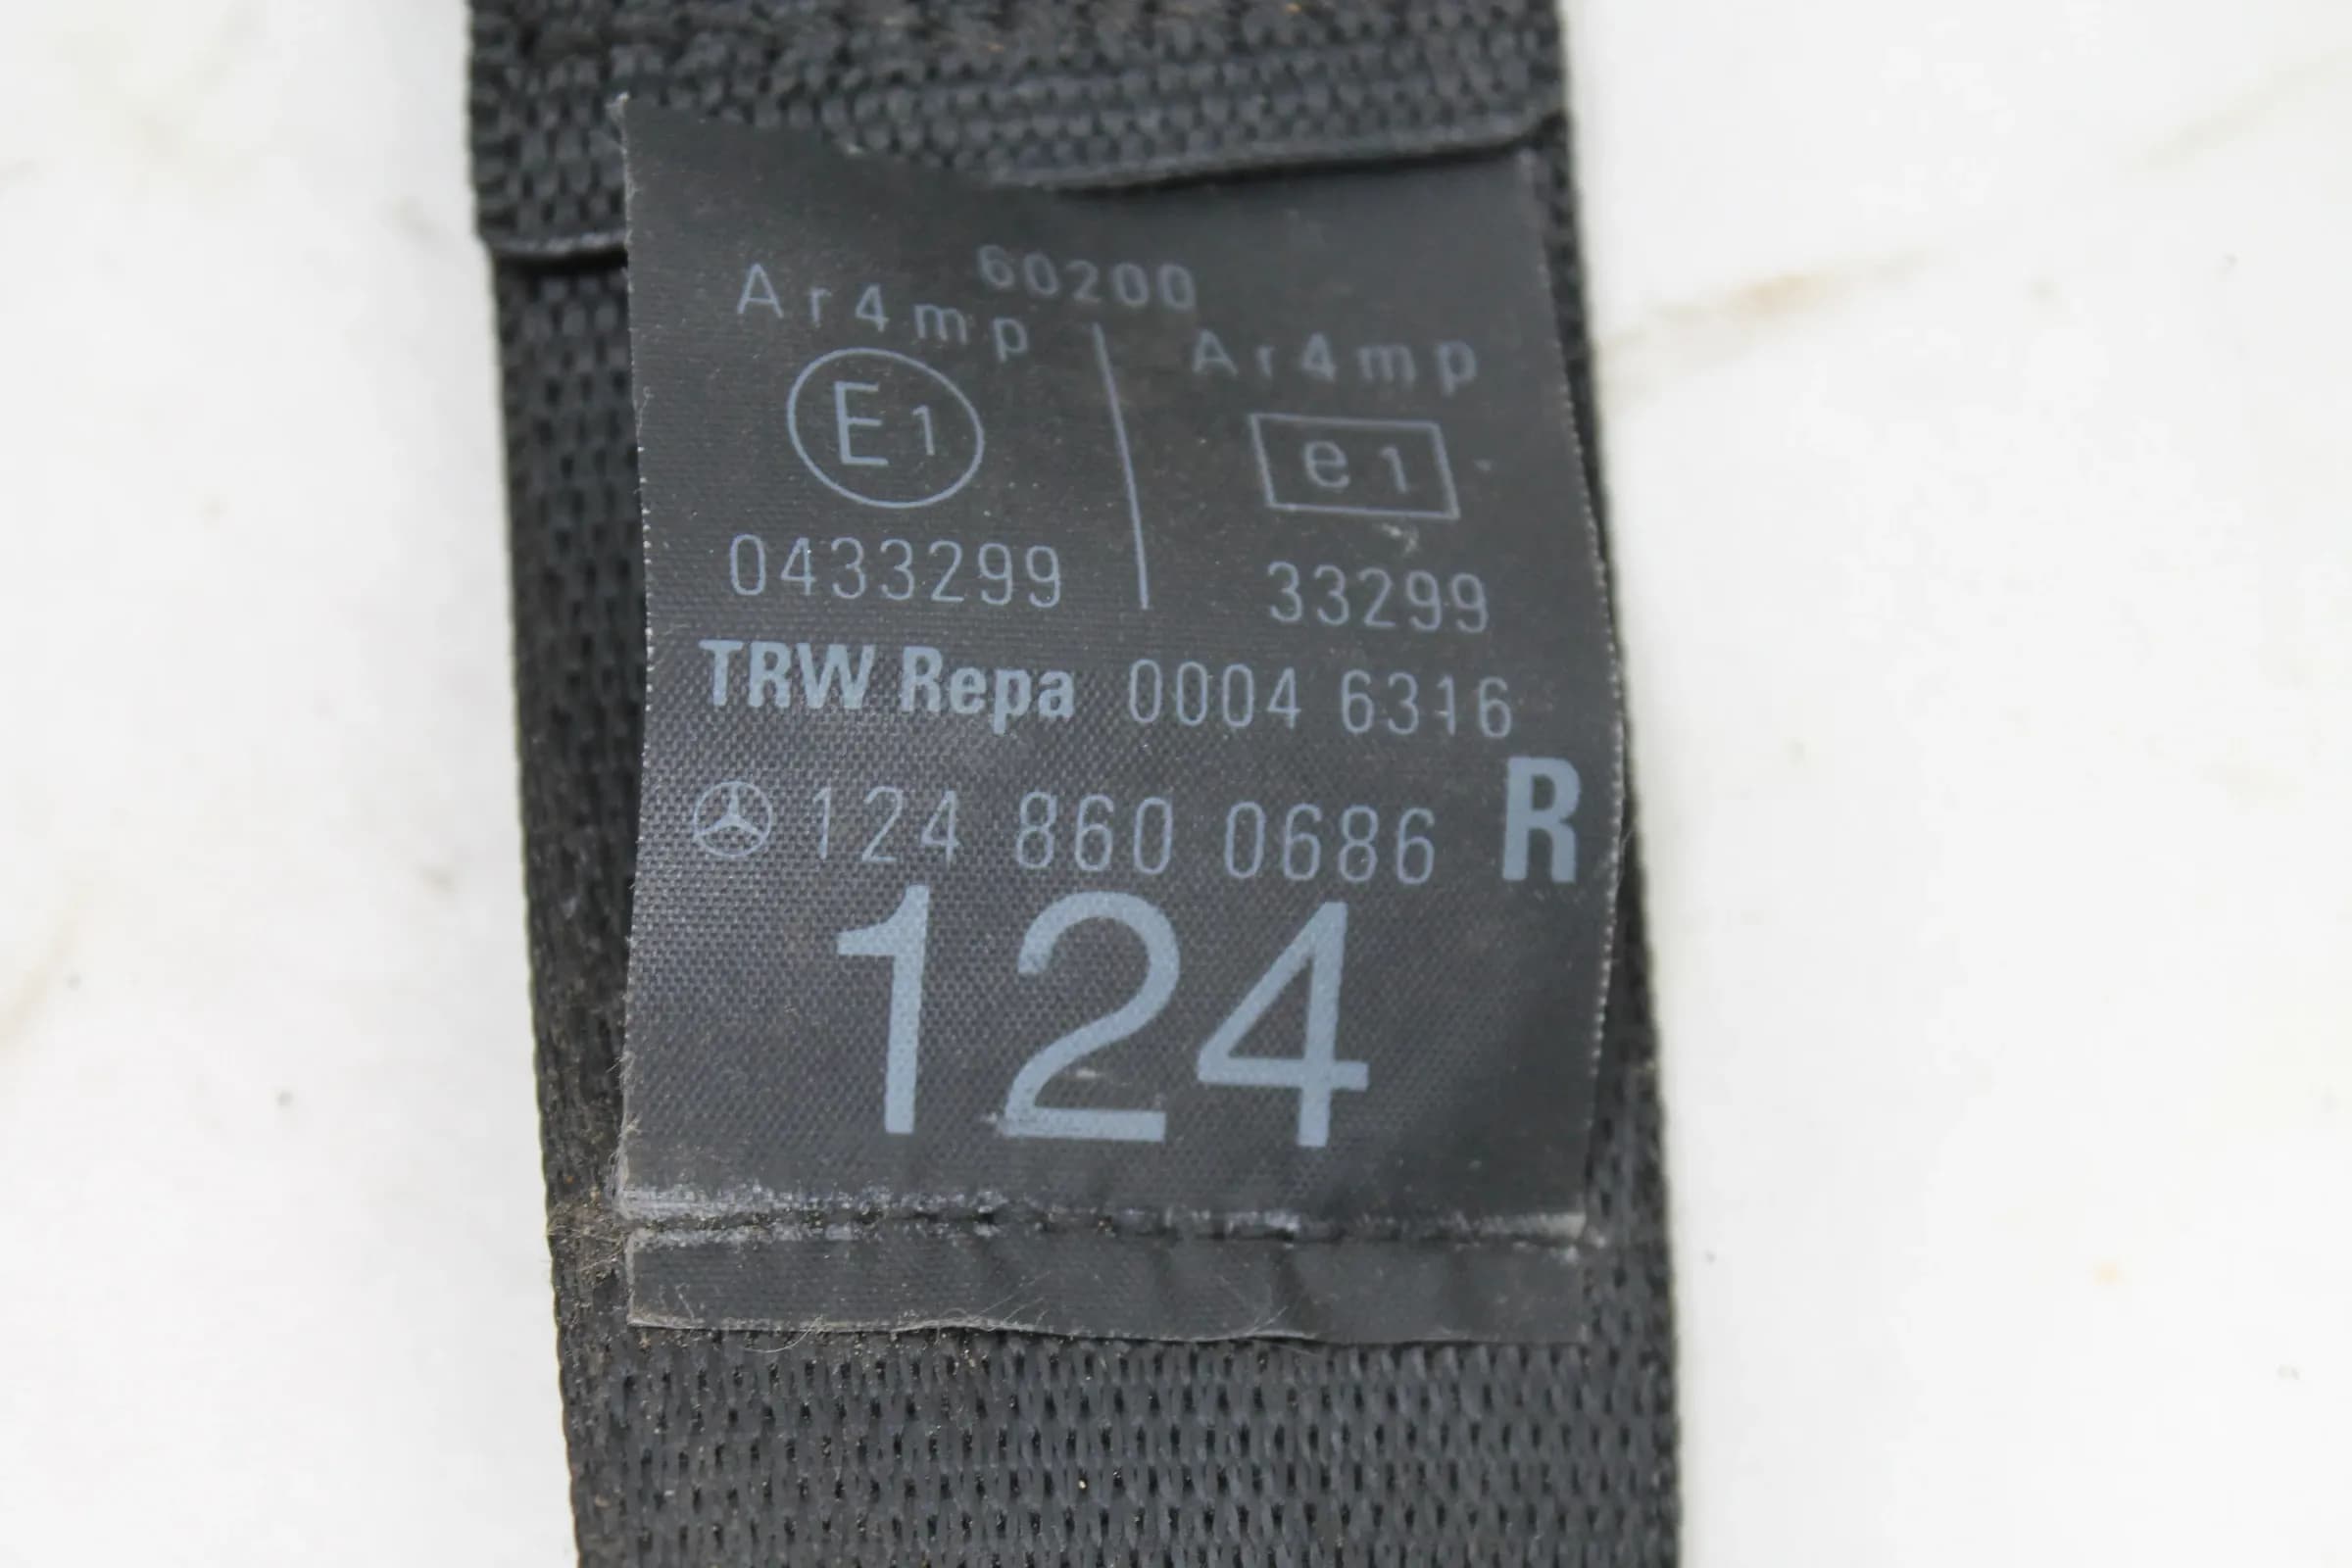 60200
Ar4mp Ar4mp
E1 e1
0433299 33299
TRW Repa 0004 6316
124 860 0686 R
124